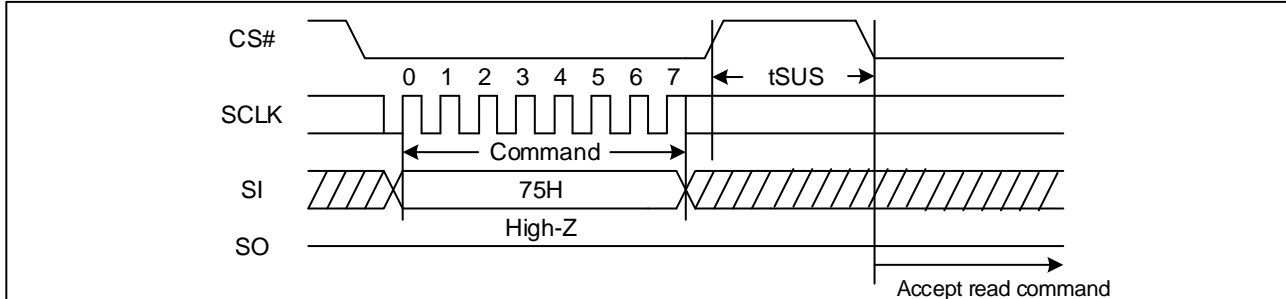 CS#
0 1 2 3 4 5 6 7
tSUS
SCLK
Command
SI
75H
High-Z
SO
Accept read command